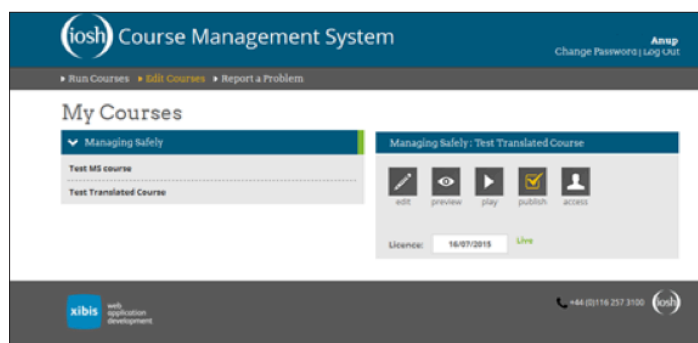 iosh Course Management System
Anup
Change Password | Log Out
Run Courses Edit Courses Report a Problem
My Courses
Managing Safely
Test MS course
Test Translated Course
Managing Safely : Test Translated Course
edit preview play publish access
Licence: 16/07/2015 Live
xibis web application development
+44 (0)116 257 3100 iosh